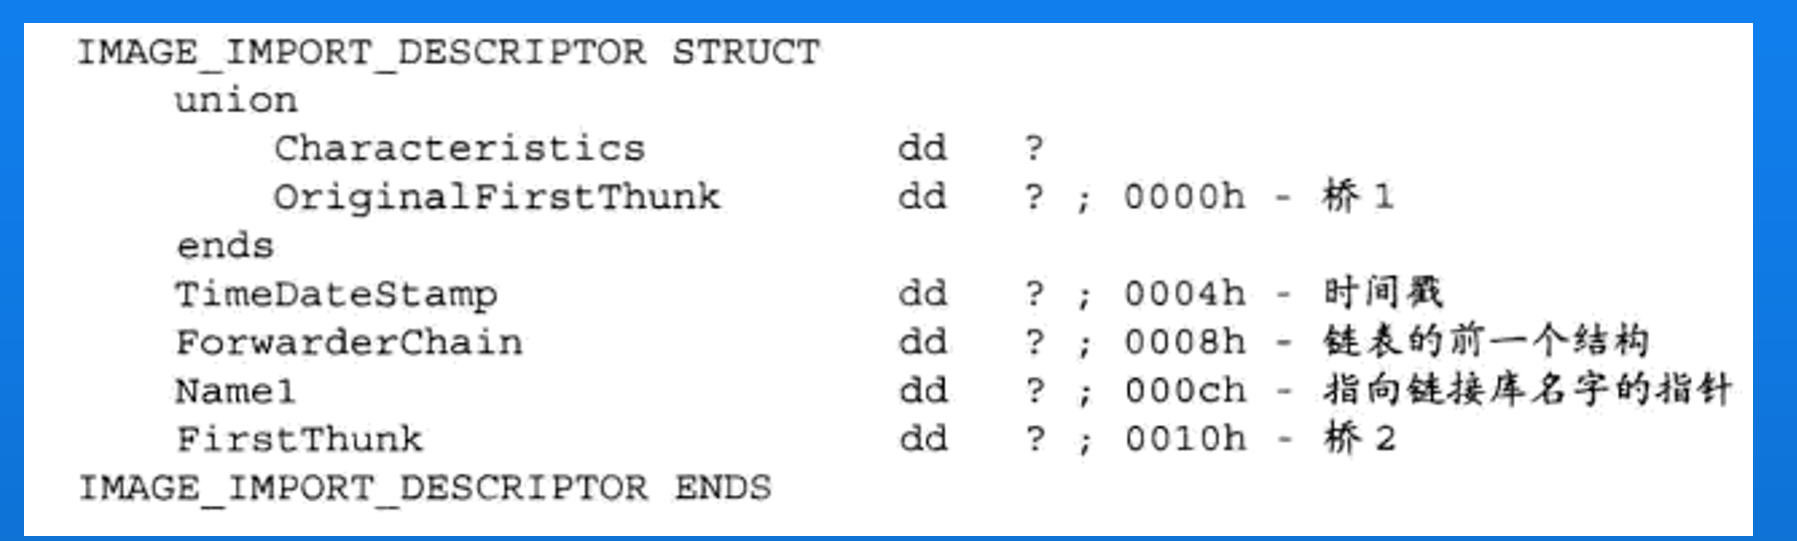 IMAGE_IMPORT_DESCRIPTOR STRUCT
union
Characteristics dd ?
OriginalFirstThunk dd ? ; 0000h - 桥1
ends
TimeDateStamp dd ? ; 0004h - 时间戳
ForwarderChain dd ? ; 0008h - 链表的前一个结构
Name1 dd ? ; 000ch - 指向链接库名字的指针
FirstThunk dd ? ; 0010h - 桥2
IMAGE_IMPORT_DESCRIPTOR ENDS